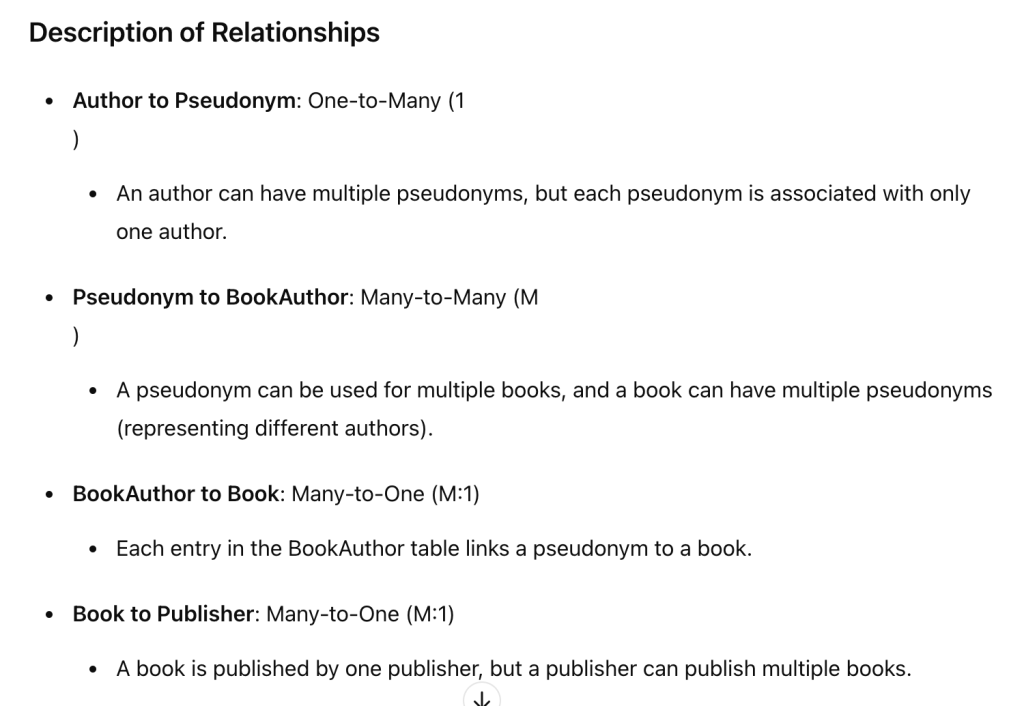 Description of Relationships
• Author to Pseudonym: One-to-Many (1
)
• An author can have multiple pseudonyms, but each pseudonym is associated with only
one author.
• Pseudonym to BookAuthor: Many-to-Many (M
)
• A pseudonym can be used for multiple books, and a book can have multiple pseudonyms
(representing different authors).
• BookAuthor to Book: Many-to-One (M:1)
• Each entry in the BookAuthor table links a pseudonym to a book.
• Book to Publisher: Many-to-One (M:1)
• A book is published by one publisher, but a publisher can publish multiple books.